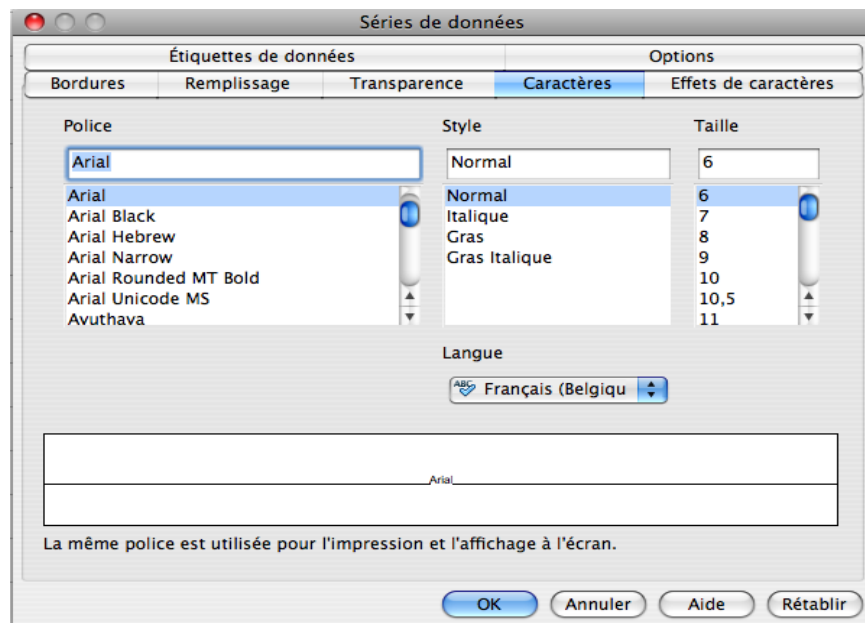 Séries de données
Étiquettes de données Options
Bordures Remplissage Transparence Caractères Effets de caractères
Police Style Taille
Arial Normal 6
Arial Normal 6
Arial Black Italique 7
Arial Hebrew Gras 8
Arial Narrow Gras Italique 9
Arial Rounded MT Bold 10
Arial Unicode MS 10,5
Ayuthaya 11
Langue
ABC Français (Belgiqu
Arial
La même police est utilisée pour l'impression et l'affichage à l'écran.
OK Annuler Aide Rétablir